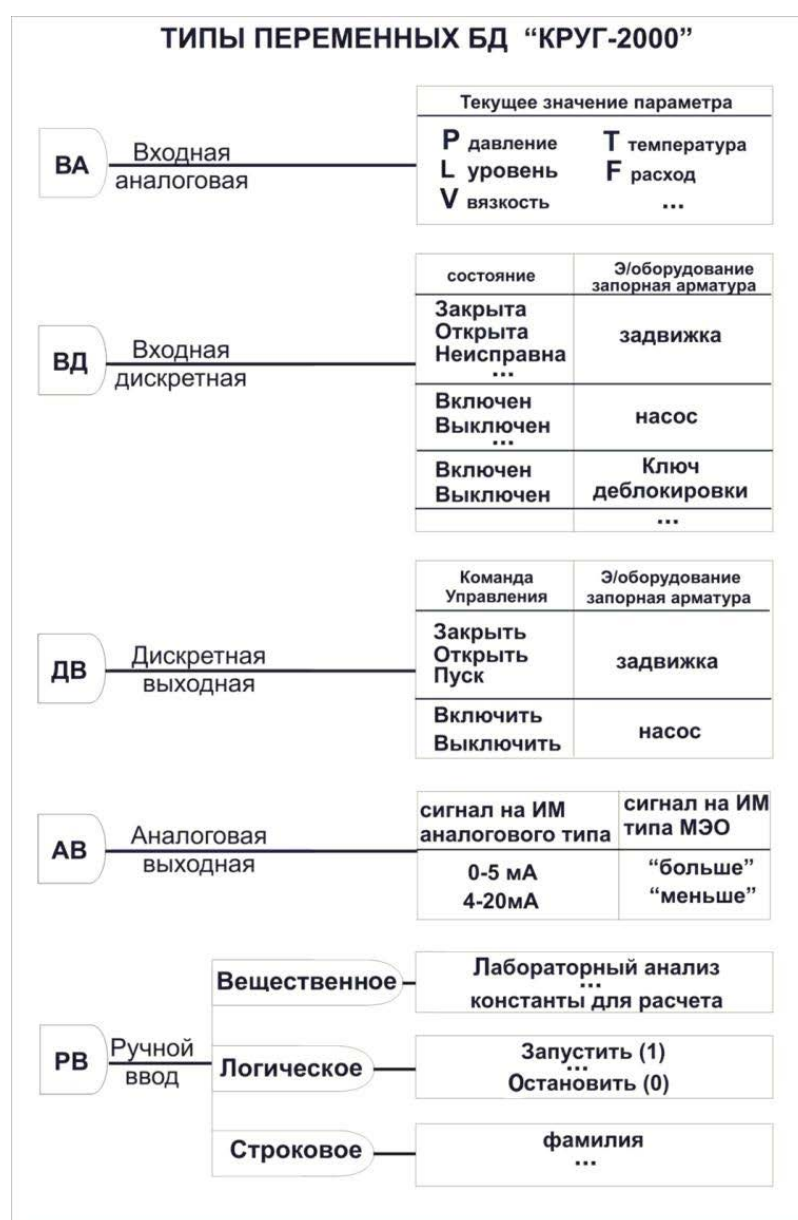 ТИПЫ ПЕРЕМЕННЫХ БД “КРУГ-2000”
ВА
Входная
аналоговая
Текущее значение параметра
P давление
T температура
L уровень
F расход
V вязкость
...
ВД
Входная
дискретная
состояние
Э/оборудование
запорная арматура
Закрыта
Открыта
Неисправна
...
задвижка
Включен
Выключен
...
насос
Включен
Выключен
Ключ
деблокировки
...
ДВ
Дискретная
выходная
Команда
Управления
Э/оборудование
запорная арматура
Закрыть
Открыть
Пуск
задвижка
Включить
Выключить
насос
АВ
Аналоговая
выходная
сигнал на ИМ
аналогового типа
сигнал на ИМ
типа МЭО
0-5 мА
4-20мА
“больше”
“меньше”
РВ
Ручной
ввод
Вещественное
Лабораторный анализ
...
константы для расчета
Логическое
Запустить (1)
...
Остановить (0)
Строковое
фамилия
...